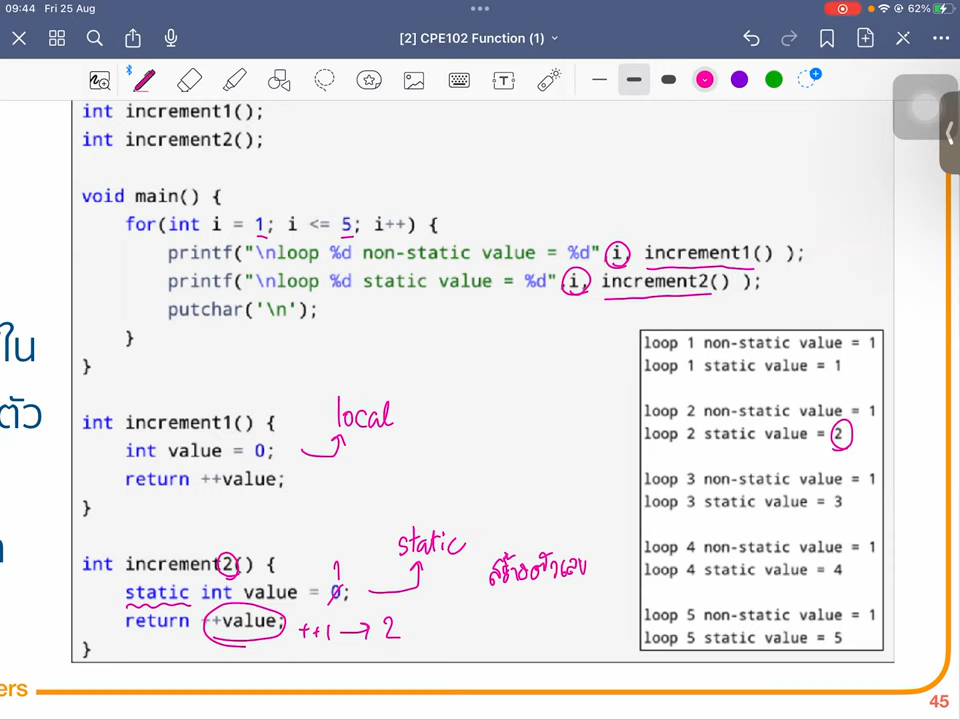 09:44 Fri 25 Aug
62%
[2] CPE102 Function (1)
int increment1();
int increment2();
void main() {
for(int i = 1; i <= 5; i++) {
printf("\nloop %d non-static value = %d",i, increment1() );
printf("\nloop %d static value = %d",i, increment2() );
putchar('\n');
}
}
int increment1() {
local
int value = 0;
return ++value;
}
int increment2() {
static
1
static int value = 0;
return ++value;
++1 → 2
}
loop 1 non-static value = 1
loop 1 static value = 1
loop 2 non-static value = 1
loop 2 static value = 2
loop 3 non-static value = 1
loop 3 static value = 3
loop 4 non-static value = 1
loop 4 static value = 4
loop 5 non-static value = 1
loop 5 static value = 5
ตัว
ers
45